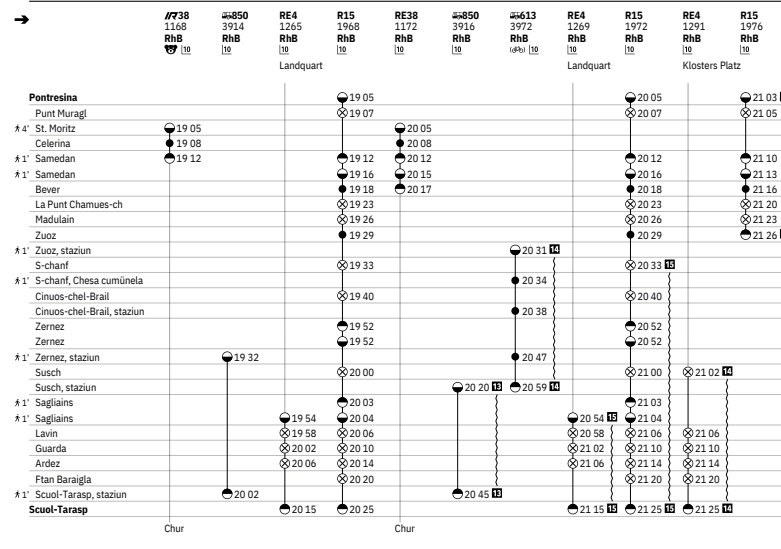 IR38 850 RE4 R15 RE38 850 613 RE4 R15 RE4 R15
1168 3914 1265 1968 1172 3916 3972 1269 1972 1291 1976
RhB RhB RhB RhB RhB RhB RhB RhB RhB RhB RhB
10 10 10 10 10 10 10 10 10 10 10
Landquart Landquart Klosters Platz
Pontresina 19 05 20 05 21 03
Punt Muragl 19 07 20 07 21 05
4' St. Moritz 19 05 20 05
Celerina 19 08 20 08
1' Samedan 19 12 19 12 20 12 20 12 21 10
1' Samedan 19 16 20 15 20 16 21 13
Bever 19 18 20 17 20 18 21 16
La Punt Chamues-ch 19 23 20 23 21 20
Madulain 19 26 20 26 21 23
Zuoz 19 29 20 29 21 26
1' Zuoz, staziun 20 31 14
S-chanf 19 33 20 33 15
1' S-chanf, Chesa cumünela 20 34
Cinuos-chel-Brail 19 40 20 40
Cinuos-chel-Brail, staziun 20 38
Zernez 19 52 20 52
Zernez 19 52 20 52
1' Zernez, staziun 19 32 20 47
Susch 20 00 21 00 21 02 14
Susch, staziun 20 20 13 20 59 14
1' Sagliains 20 03 21 03
1' Sagliains 19 54 20 04 20 54 15 21 04
Lavin 19 58 20 06 20 58 21 06 21 06
Guarda 20 02 20 10 21 02 21 10 21 10
Ardez 20 06 20 14 21 06 21 14 21 14
Ftan Baraigla 20 20 21 20 21 20
1' Scuol-Tarasp, staziun 20 02 20 45 13
Scuol-Tarasp 20 15 20 25 21 15 15 21 25 15 21 25 14
Chur Chur